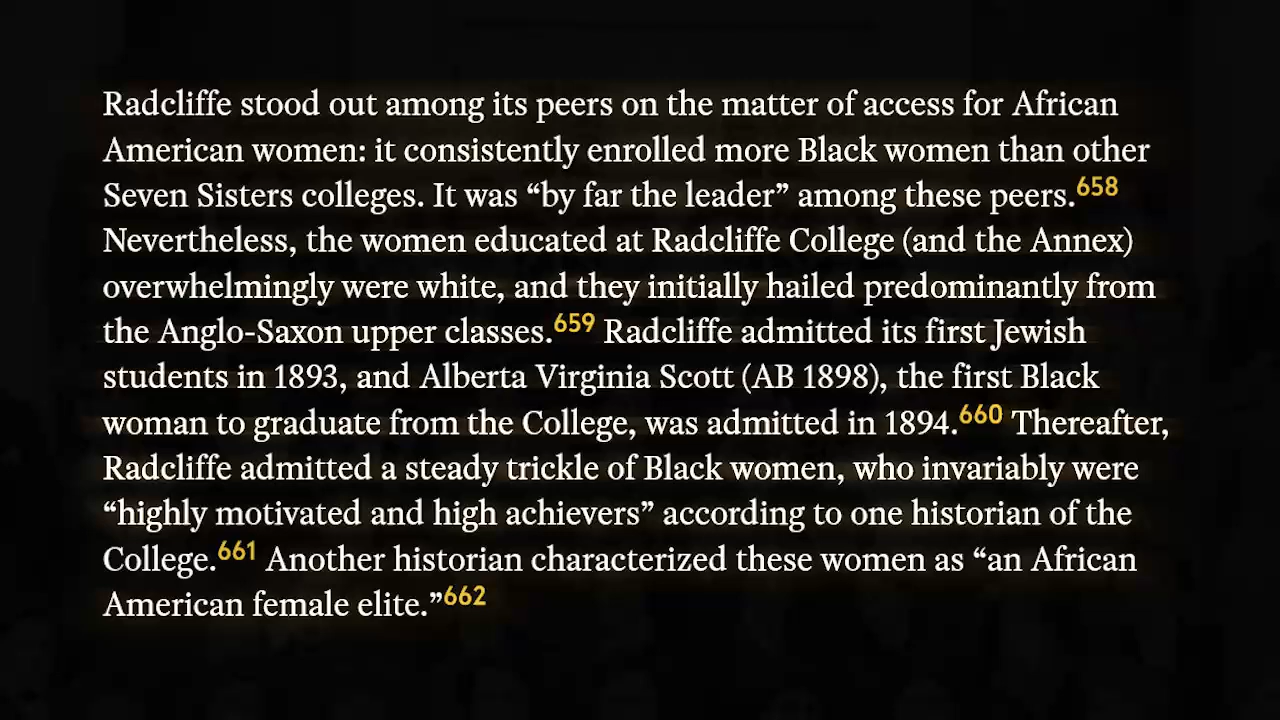 Radcliffe stood out among its peers on the matter of access for African
American women: it consistently enrolled more Black women than other
Seven Sisters colleges. It was “by far the leader” among these peers.658
Nevertheless, the women educated at Radcliffe College (and the Annex)
overwhelmingly were white, and they initially hailed predominantly from
the Anglo-Saxon upper classes.659 Radcliffe admitted its first Jewish
students in 1893, and Alberta Virginia Scott (AB 1898), the first Black
woman to graduate from the College, was admitted in 1894.660 Thereafter,
Radcliffe admitted a steady trickle of Black women, who invariably were
“highly motivated and high achievers” according to one historian of the
College.661 Another historian characterized these women as “an African
American female elite.”662